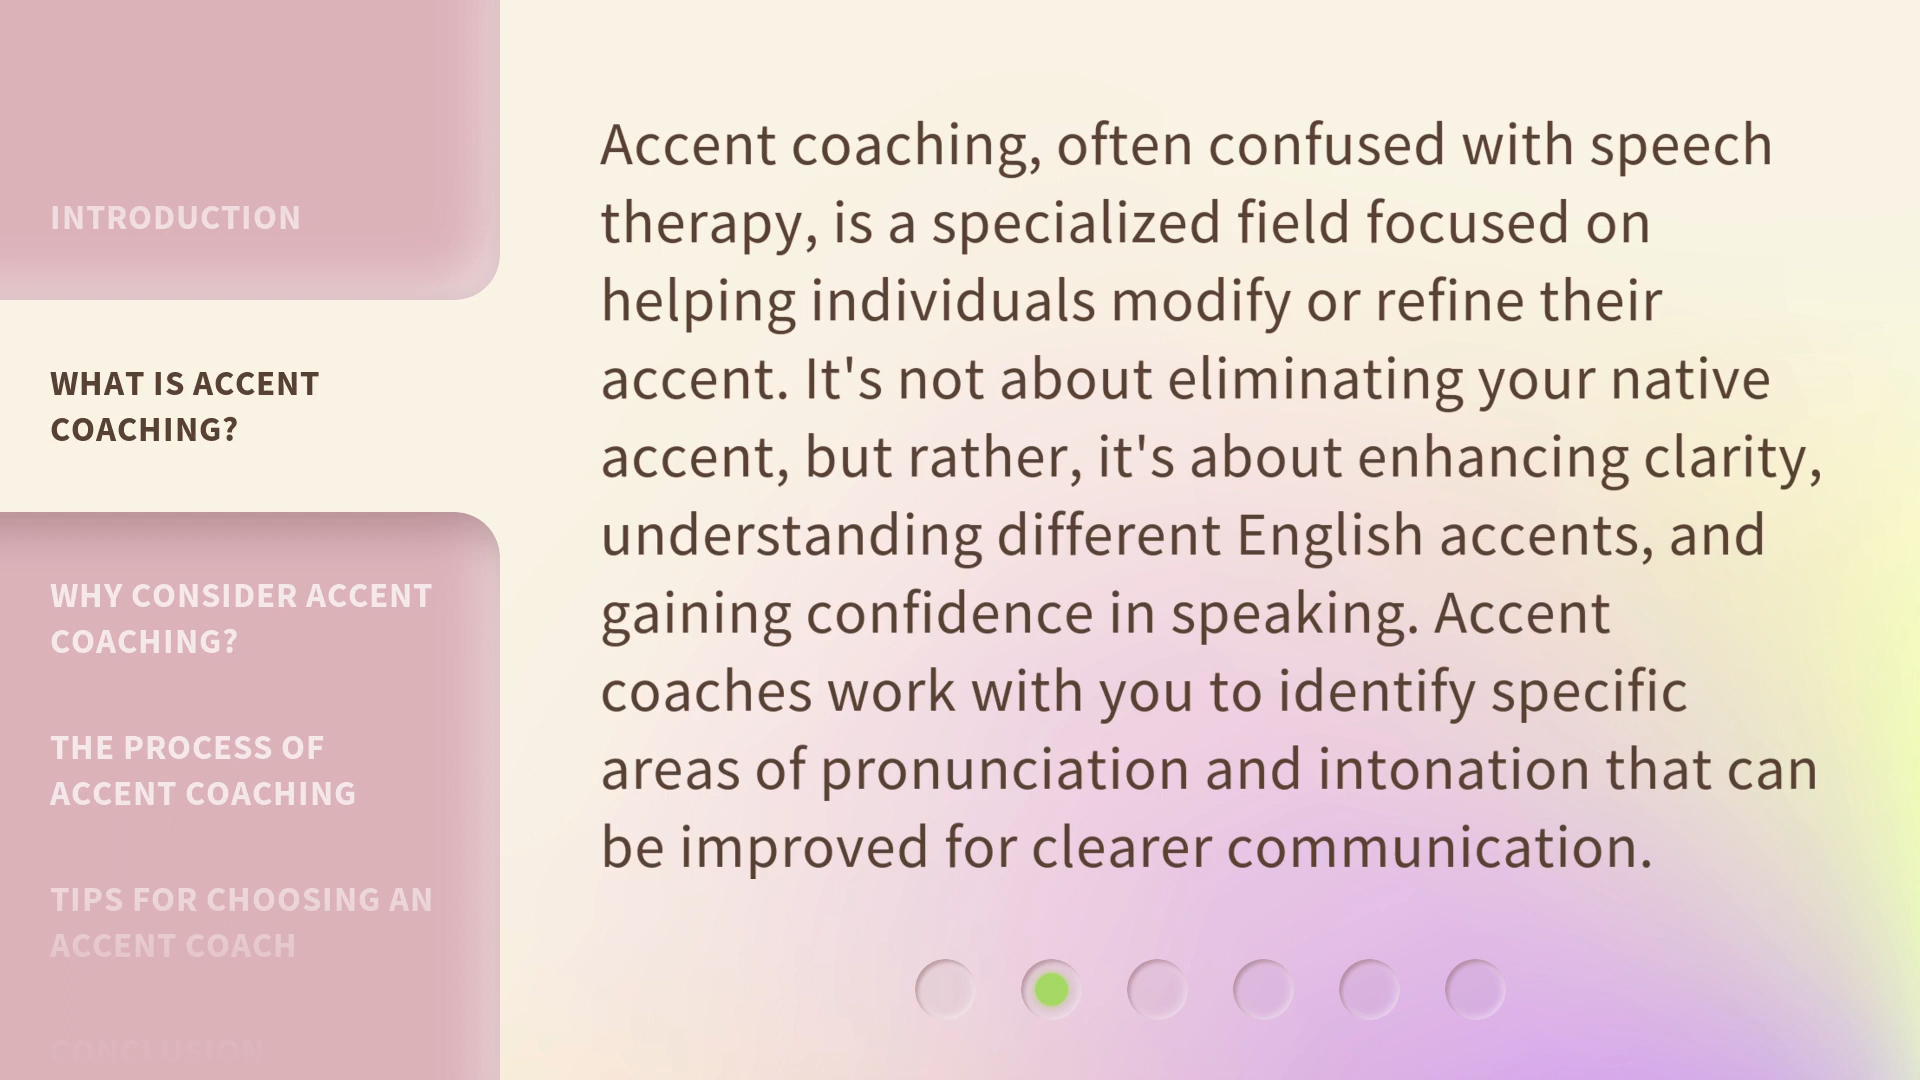 INTRODUCTION
WHAT IS ACCENT
COACHING?
WHY CONSIDER ACCENT
COACHING?
THE PROCESS OF
ACCENT COACHING
TIPS FOR CHOOSING AN
ACCENT COACH
CONCLUSION
Accent coaching, often confused with speech
therapy, is a specialized field focused on
helping individuals modify or refine their
accent. It's not about eliminating your native
accent, but rather, it's about enhancing clarity,
understanding different English accents, and
gaining confidence in speaking. Accent
coaches work with you to identify specific
areas of pronunciation and intonation that can
be improved for clearer communication.